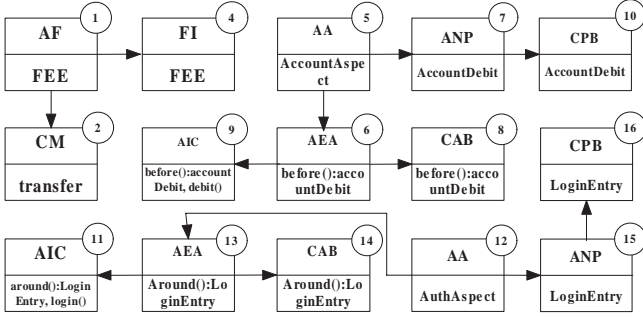 1
AF
FEE
4
FI
FEE
5
AA
AccountAspe
ct
7
ANP
AccountDebit
10
CPB
AccountDebit
2
CM
transfer
9
AIC
before():account
Debit, debit()
6
AEA
before():acco
untDebit
8
CAB
before():acco
untDebit
16
CPB
LoginEntry
11
AIC
around():Login
Entry, login()
13
AEA
Around():Lo
ginEntry
14
CAB
Around():Lo
ginEntry
12
AA
AuthAspect
15
ANP
LoginEntry